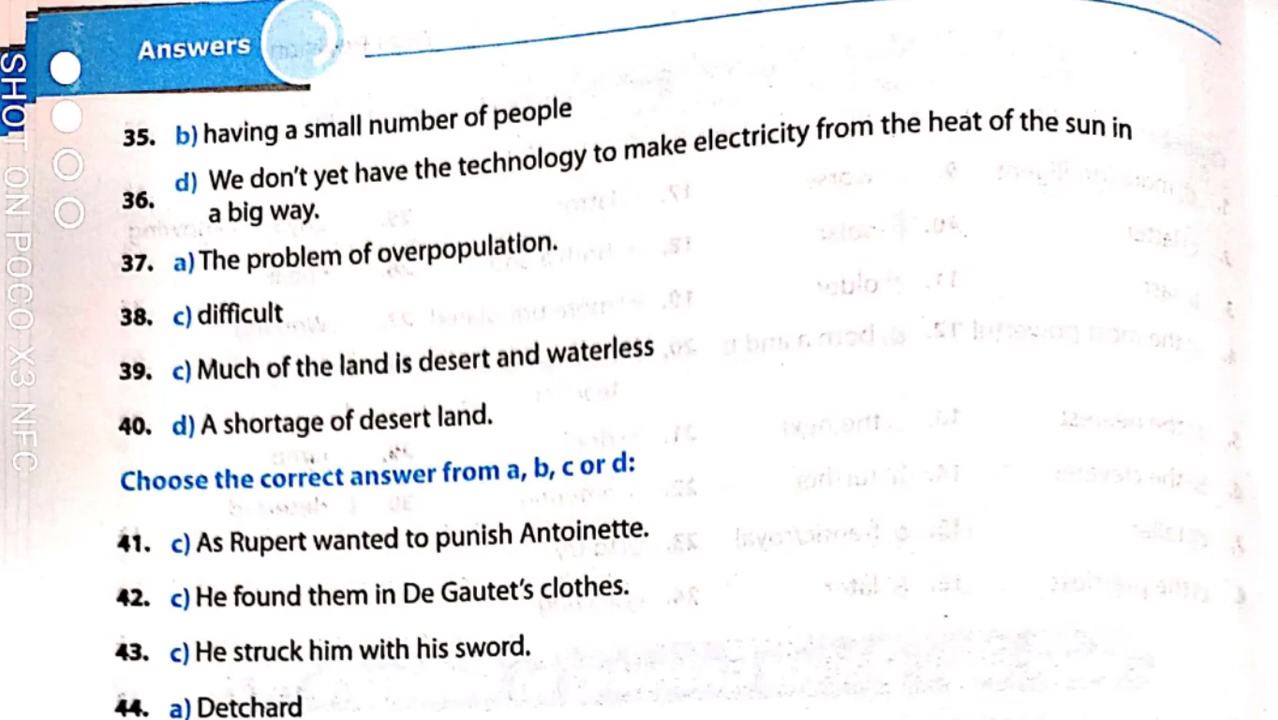 Answers
35. b) having a small number of people
36. d) We don't yet have the technology to make electricity from the heat of the sun in
a big way.
37. a) The problem of overpopulation.
38. c) difficult
39. c) Much of the land is desert and waterless
40. d) A shortage of desert land.
Choose the correct answer from a, b, c or d:
41. c) As Rupert wanted to punish Antoinette.
42. c) He found them in De Gautet's clothes.
43. c) He struck him with his sword.
44. a) Detchard
SHOT ON POCO X3 NFC